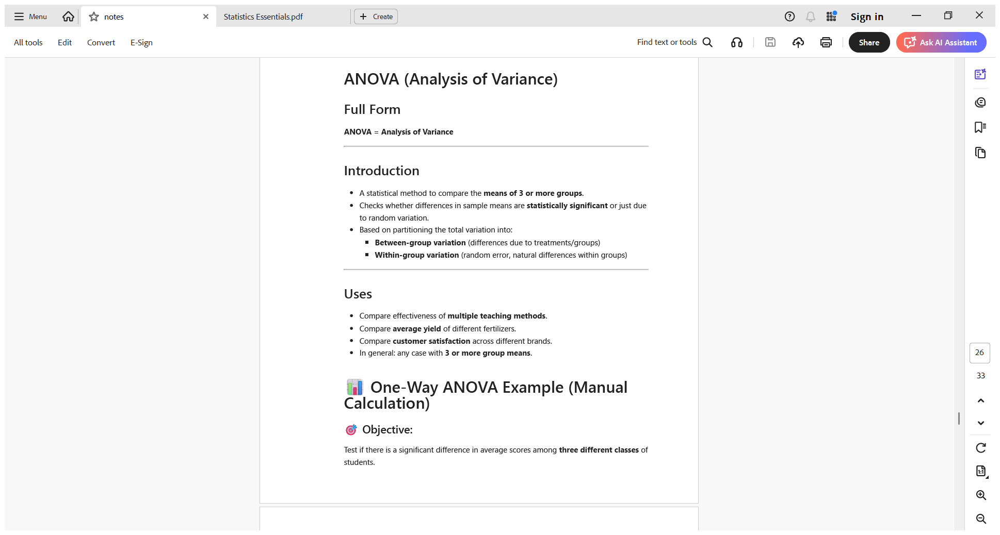 Menu
notes
Statistics Essentials.pdf
Create
Sign in
All tools
Edit
Convert
E-Sign
Find text or tools
Share
Ask AI Assistant
ANOVA (Analysis of Variance)
Full Form
ANOVA = Analysis of Variance
Introduction
• A statistical method to compare the means of 3 or more groups.
• Checks whether differences in sample means are statistically significant or just due
to random variation.
• Based on partitioning the total variation into:
▪ Between-group variation (differences due to treatments/groups)
▪ Within-group variation (random error, natural differences within groups)
Uses
• Compare effectiveness of multiple teaching methods.
• Compare average yield of different fertilizers.
• Compare customer satisfaction across different brands.
• In general: any case with 3 or more group means.
📊 One-Way ANOVA Example (Manual
Calculation)
🎯 Objective:
Test if there is a significant difference in average scores among three different classes of
students.
26
33
1:1